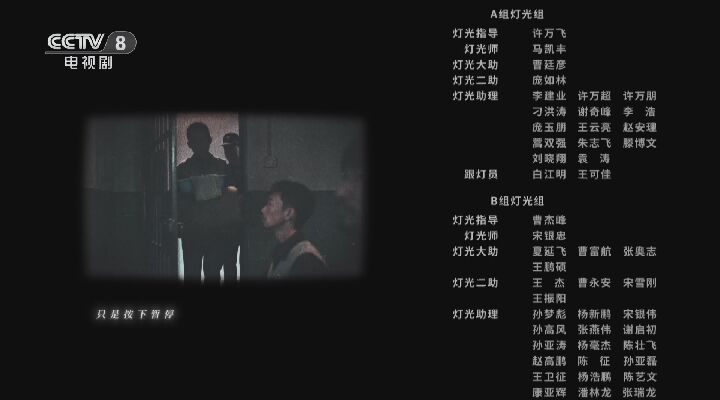 CCTV 8
电视剧
只是按下暂停
A组灯光组
灯光指导 许万飞
灯光师 马凯丰
灯光大助 曹延彦
灯光二助 庞如林
灯光助理 李建业 许万超 许万朋
刁洪涛 谢奇峰 李 浩
庞玉朋 王云亮 赵安理
双强 朱志飞 滕博文
刘晓翔 袁 涛
跟灯员 白江明 王可佳
B组灯光组
灯光指导 曹杰峰
灯光师 宋银忠
灯光大助 夏延飞 曹富航 张奥志
王鹏硕
灯光二助 王 杰 曹永安 宋雪刚
王振阳
灯光助理 孙梦彪 杨新鹏 宋银伟
孙高风 张燕伟 谢启初
孙亚涛 杨毫杰 陈壮飞
赵高鹏 陈 征 孙亚磊
王卫征 杨浩鹏 陈艺文
康亚辉 潘林龙 张瑞龙